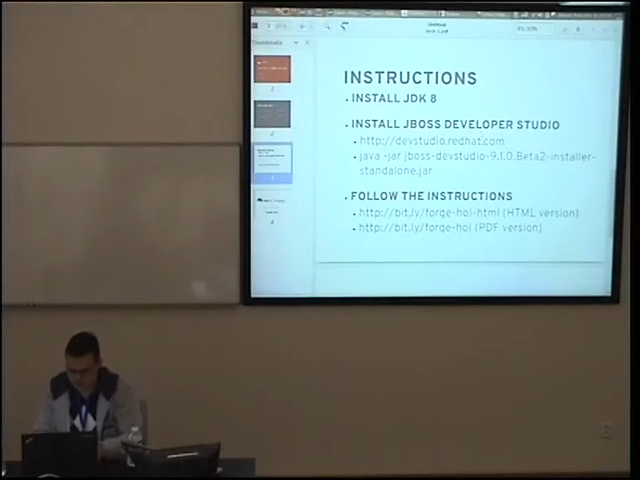 Thumbnails
INSTRUCTIONS
• INSTALL JDK 8
• INSTALL JBOSS DEVELOPER STUDIO
• http://devstudio.redhat.com
• java -jar jboss-devstudio-9.1.0.Beta2-installer-
standalone.jar
• FOLLOW THE INSTRUCTIONS
• http://bit.ly/forge-hol-html (HTML version)
• http://bit.ly/forge-hol (PDF version)